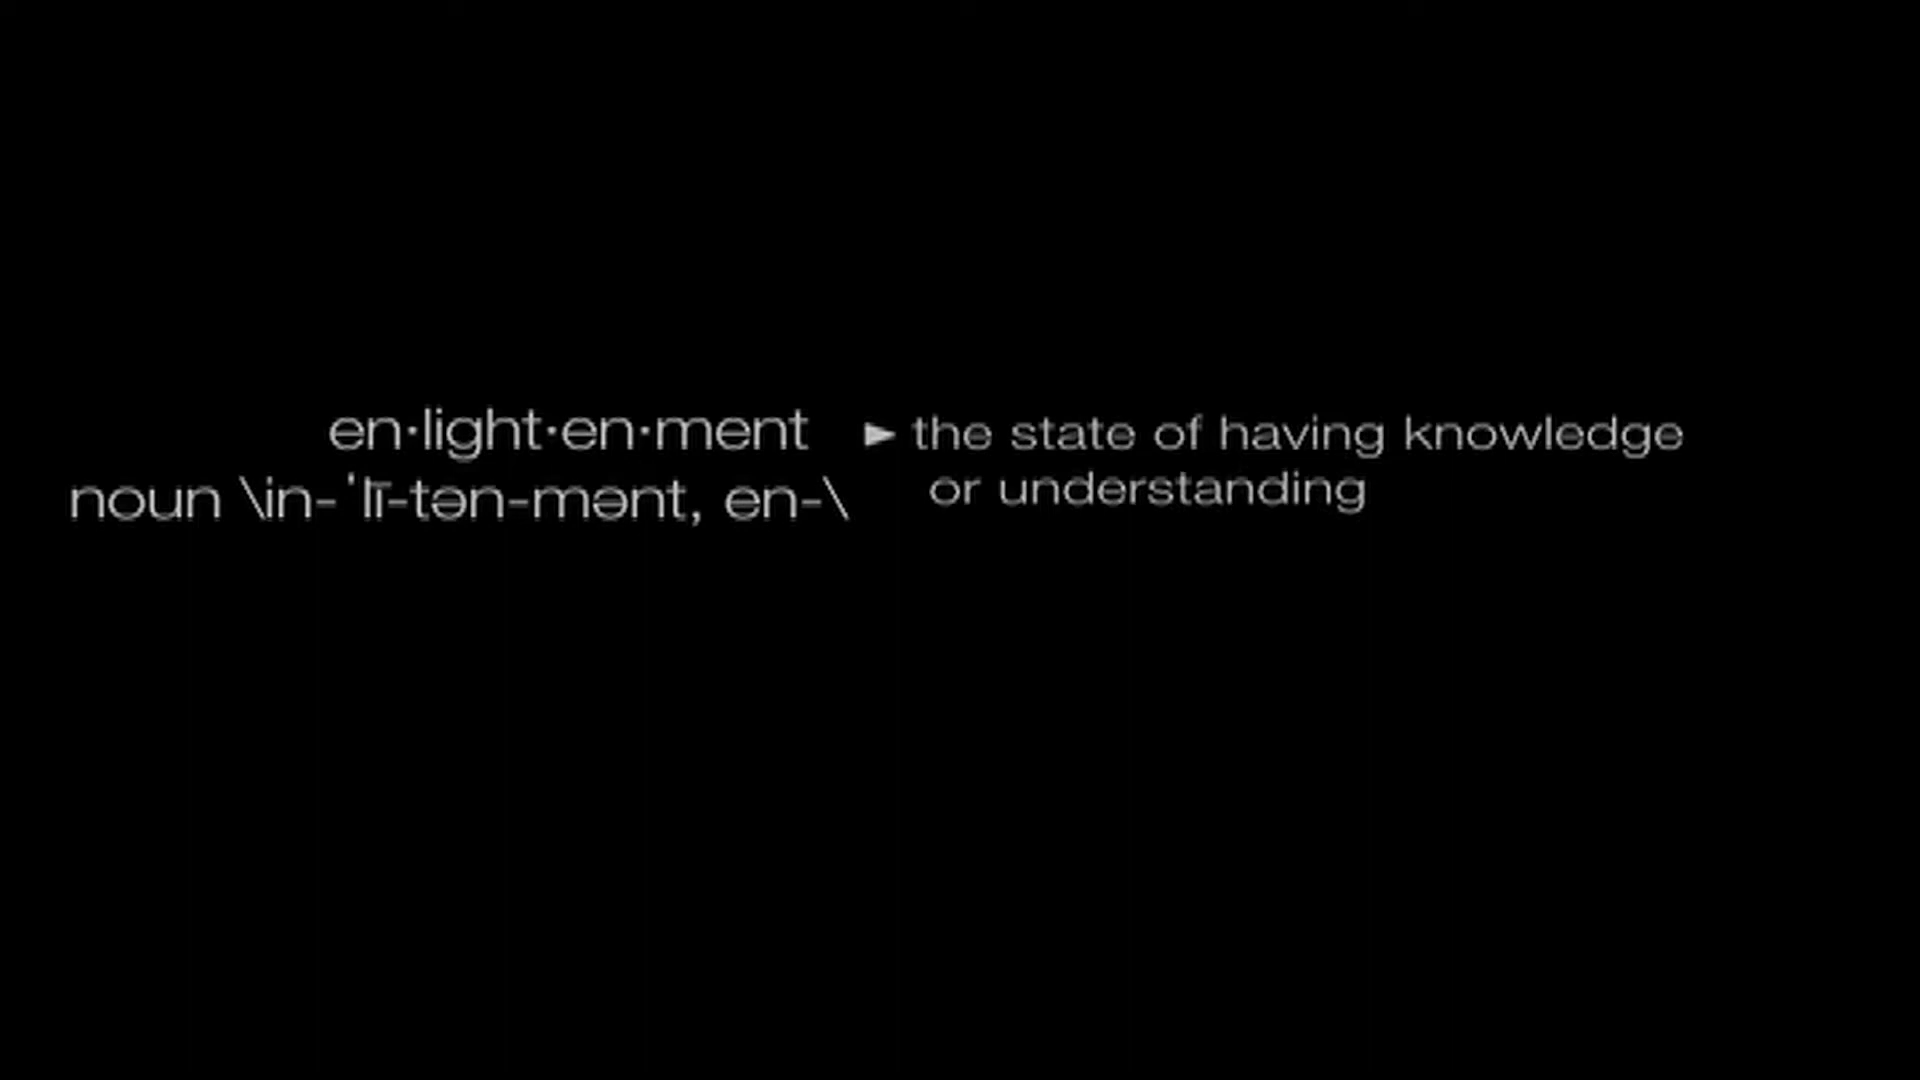 en·light·en·ment
noun \in-ˈlī-tən-mənt, en-\
► the state of having knowledge
or understanding